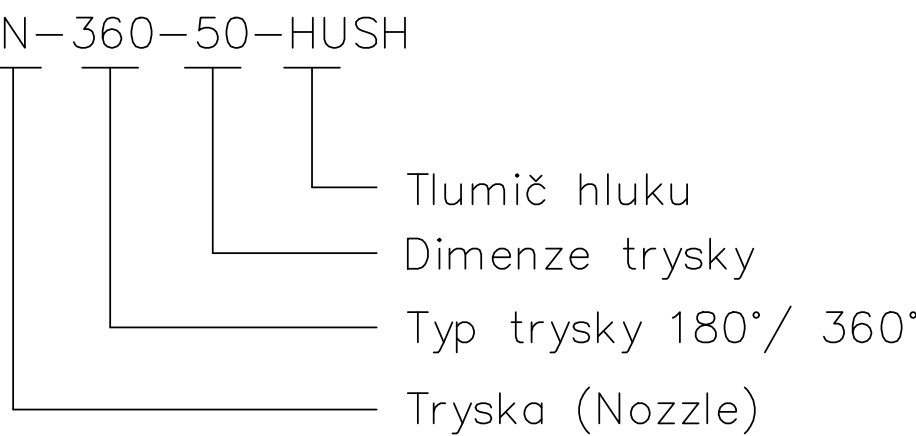 N-360-50-HUSH
Tlumič hluku
Dimenze trysky
Typ trysky 180°/ 360°
Tryska (Nozzle)